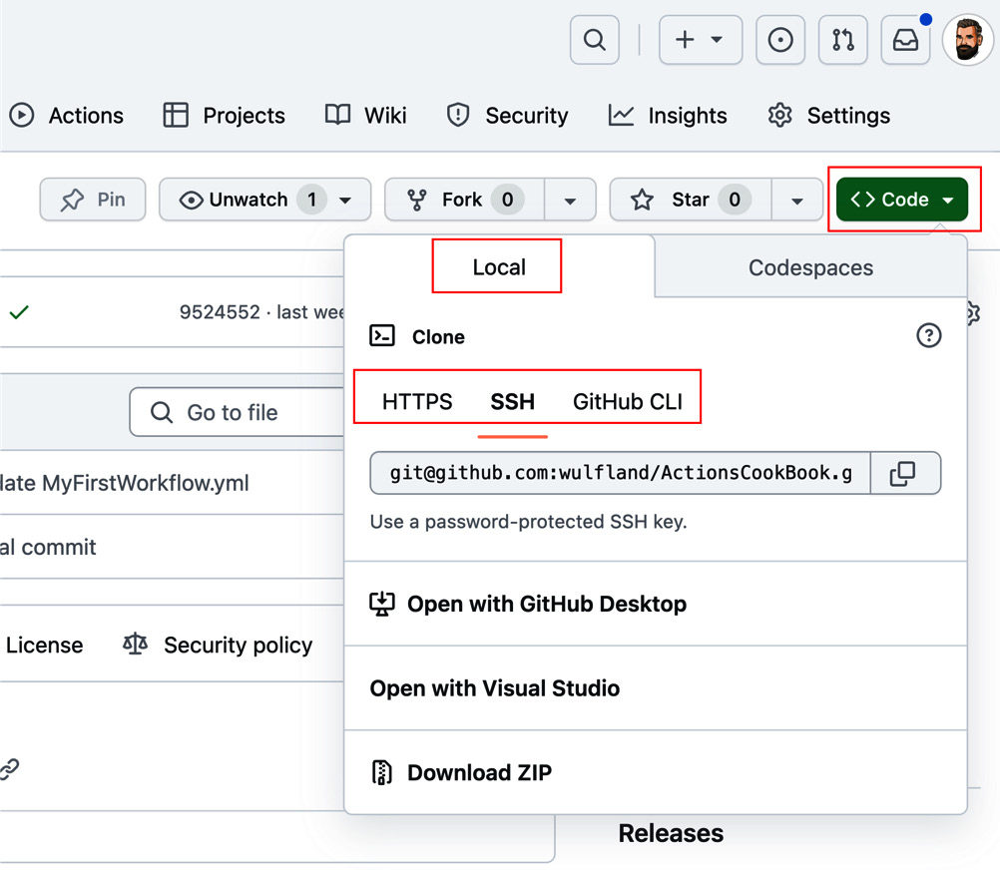 Actions Projects Wiki Security Insights Settings
Pin Unwatch 1 Fork 0 Star 0 <> Code
Local Codespaces
9524552 · last wee
Clone
HTTPS SSH GitHub CLI
Go to file
git@github.com:wulfland/ActionsCookBook.g
date MyFirstWorkflow.yml
Use a password-protected SSH key.
al commit
Open with GitHub Desktop
License Security policy
Open with Visual Studio
Download ZIP
Releases